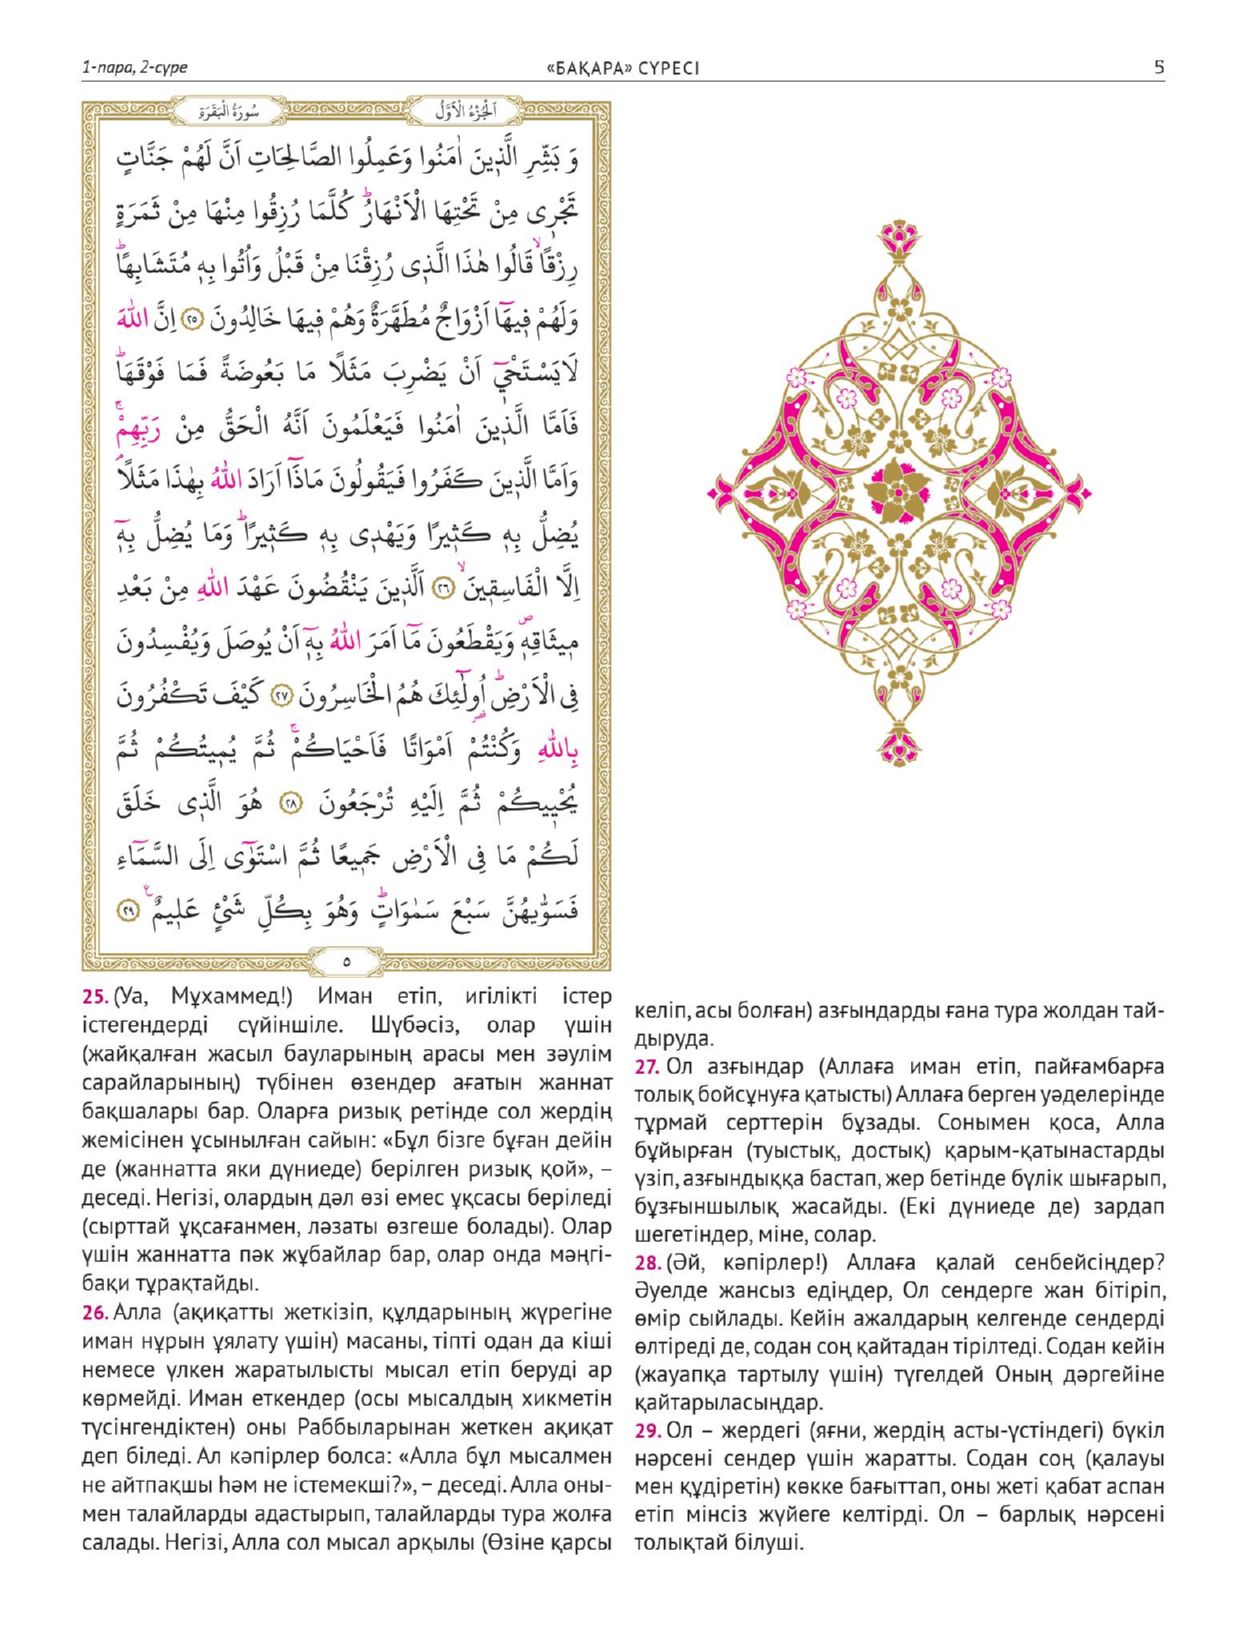 1-пара, 2-сүре
«БАҚАРА» СҮРЕСІ
5
اَلْجُزْءُ الْاَوَّلُ
سُورَةُ الْبَقَرَةِ
وَ بَشِّرِ الَّذ۪ينَ اٰمَنُوا وَعَمِلُوا الصَّالِحَاتِ اَنَّ لَهُمْ جَنَّاتٍ
تَجْر۪ى مِنْ تَحْتِهَا الْاَنْهَارُۜ كُلَّمَا رُزِقُوا مِنْهَا مِنْ ثَمَرَةٍ
رِزْقًاۙ قَالُوا هٰذَا الَّذ۪ى رُزِقْنَا مِنْ قَبْلُ وَاُتُوا بِه۪ مُتَشَابِهًاۜ
وَلَهُمْ ف۪يهَٓا اَزْوَاجٌ مُطَهَّرَةٌ وَهُمْ ف۪يهَا خَالِدُونَ ﴿٢٥﴾ اِنَّ اللّٰهَ
لَايَسْتَحْي۪ٓ اَنْ يَضْرِبَ مَثَلًا مَا بَعُوضَةً فَمَا فَوْقَهَاۜ
فَاَمَّا الَّذ۪ينَ اٰمَنُوا فَيَعْلَمُونَ اَنَّهُ الْحَقُّ مِنْ رَبِّهِمْۚ
وَاَمَّا الَّذ۪ينَ كَفَرُوا فَيَقُولُونَ مَاذَٓا اَرَادَ اللّٰهُ بِهٰذَا مَثَلًاۢ
يُضِلُّ بِه۪ كَث۪يرًا وَيَهْد۪ى بِه۪ كَث۪يرًاۜ وَمَا يُضِلُّ بِه۪ٓ
اِلَّا الْفَاسِق۪ينَۙ ﴿٢٦﴾ اَلَّذ۪ينَ يَنْقُضُونَ عَهْدَ اللّٰهِ مِنْ بَعْدِ
م۪يثَاقِه۪ۖ وَيَقْطَعُونَ مَٓا اَمَرَ اللّٰهُ بِه۪ٓ اَنْ يُوصَلَ وَيُفْسِدُونَ
فِى الْاَرْضِۜ اُولٰٓئِكَ هُمُ الْخَاسِرُونَ ﴿٢٧﴾ كَيْفَ تَكْفُرُونَ
بِاللّٰهِ وَكُنْتُمْ اَمْوَاتًا فَاَحْيَاكُمْۚ ثُمَّ يُم۪يتُكُمْ ثُمَّ
يُحْي۪يكُمْ ثُمَّ اِلَيْهِ تُرْجَعُونَ ﴿٢٨﴾ هُوَ الَّذ۪ى خَلَقَ
لَكُمْ مَا فِى الْاَرْضِ جَم۪يعًا ثُمَّ اسْتَوٰٓى اِلَى السَّمَٓاءِ
فَسَوّٰيهُنَّ سَبْعَ سَمٰوَاتٍۜ وَهُوَ بِكُلِّ شَيْءٍ عَل۪يمٌ ﴿٢٩﴾
٥
25. (Уа, Мұхаммед!) Иман етіп, игілікті істер
істегендерді сүйіншіле. Шүбәсіз, олар үшін
(жайқалған жасыл бауларының арасы мен зәулім
сарайларының) түбінен өзендер ағатын жаннат
бақшалары бар. Оларға ризық ретінде сол жердің
жемісінен ұсынылған сайын: «Бұл бізге бұған дейін
де (жаннатта яки дүниеде) берілген ризық қой», –
деседі. Негізі, олардың дәл өзі емес ұқсасы беріледі
(сырттай ұқсағанмен, ләззаты өзгеше болады). Олар
үшін жаннатта пәк жұбайлар бар, олар онда мәңгі-
бақи тұрақтайды.
26. Алла (ақиқатты жеткізіп, құлдарының жүрегіне
иман нұрын ұялату үшін) масаны, тіпті одан да кіші
немесе үлкен жаратылысты мысал етіп беруді ар
көрмейді. Иман еткендер (осы мысалдың хикметін
түсінгендіктен) оны Раббыларынан жеткен ақиқат
деп біледі. Ал кәпірлер болса: «Алла бұл мысалмен
не айтпақшы һәм не істемекші?», – деседі. Алла оны-
мен талайларды адастырып, талайларды тура жолға
салады. Негізі, Алла сол мысал арқылы (Өзіне қарсы
келіп, асы болған) азғындарды ғана тура жолдан тай-
дыруда.
27. Ол азғындар (Аллаға иман етіп, пайғамбарға
толық бойсұнуға қатысты) Аллаға берген уәделерінде
тұрмай серттерін бұзады. Сонымен қоса, Алла
бұйырған (туыстық, достық) қарым-қатынастарды
үзіп, азғындыққа бастап, жер бетінде бүлік шығарып,
бұзғыншылық жасайды. (Екі дүниеде де) зардап
шегетіндер, міне, солар.
28. (Әй, кәпірлер!) Аллаға қалай сенбейсіңдер?
Әуелде жансыз едіңдер, Ол сендерге жан бітіріп,
өмір сыйлады. Кейін ажалдарың келгенде сендерді
өлтіреді де, содан соң қайтадан тірілтеді. Содан кейін
(жауапқа тартылу үшін) түгелдей Оның дәргейіне
қайтарыласыңдар.
29. Ол – жердегі (яғни, жердің асты-үстіндегі) бүкіл
нәрсені сендер үшін жаратты. Содан соң (қалауы
мен құдіретін) көкке бағыттап, оны жеті қабат аспан
етіп мінсіз жүйеге келтірді. Ол – барлық нәрсені
толықтай білуші.